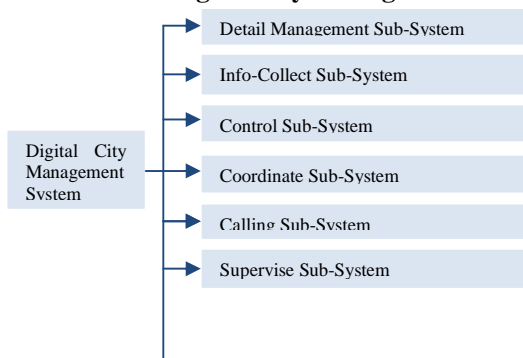 Detail Management Sub-System
Info-Collect Sub-System
Control Sub-System
Digital City
Management
System
Coordinate Sub-System
Calling Sub-System
Supervise Sub-System